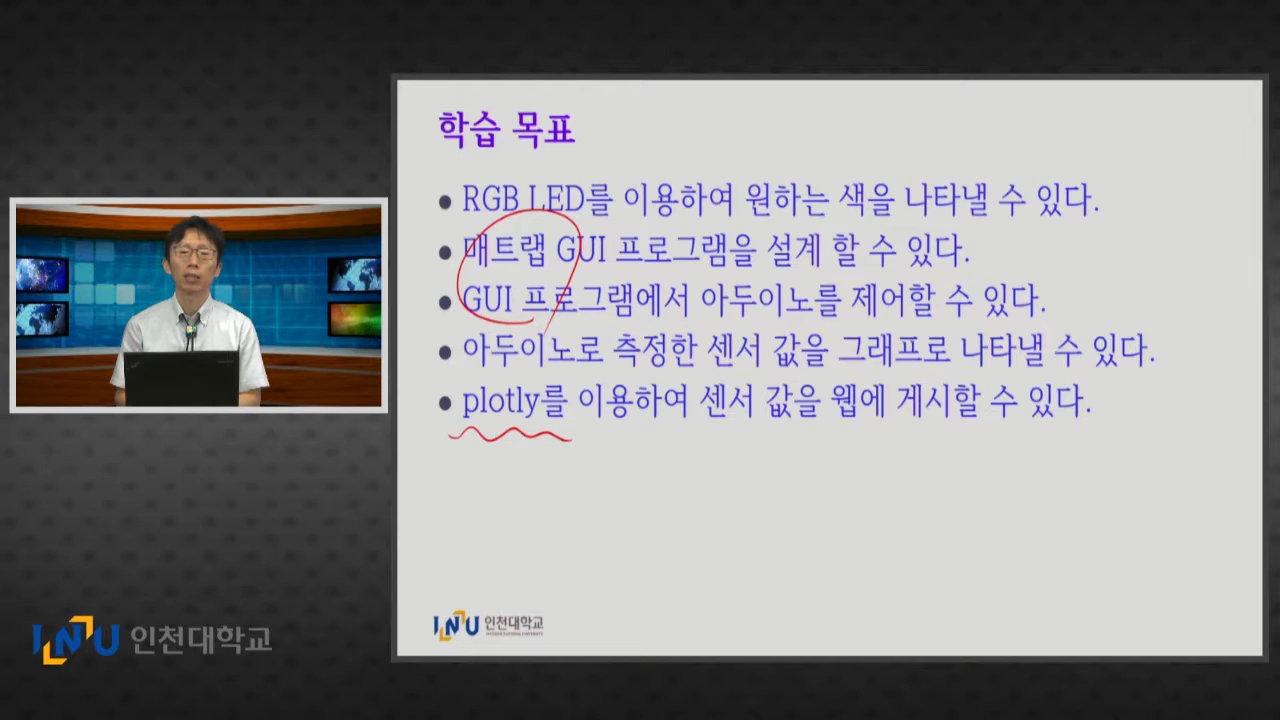 학습 목표
RGB LED를 이용하여 원하는 색을 나타낼 수 있다.
매트랩 GUI 프로그램을 설계 할 수 있다.
GUI 프로그램에서 아두이노를 제어할 수 있다.
아두이노로 측정한 센서 값을 그래프로 나타낼 수 있다.
plotly를 이용하여 센서 값을 웹에 게시할 수 있다.
INU 인천대학교
INU 인천대학교